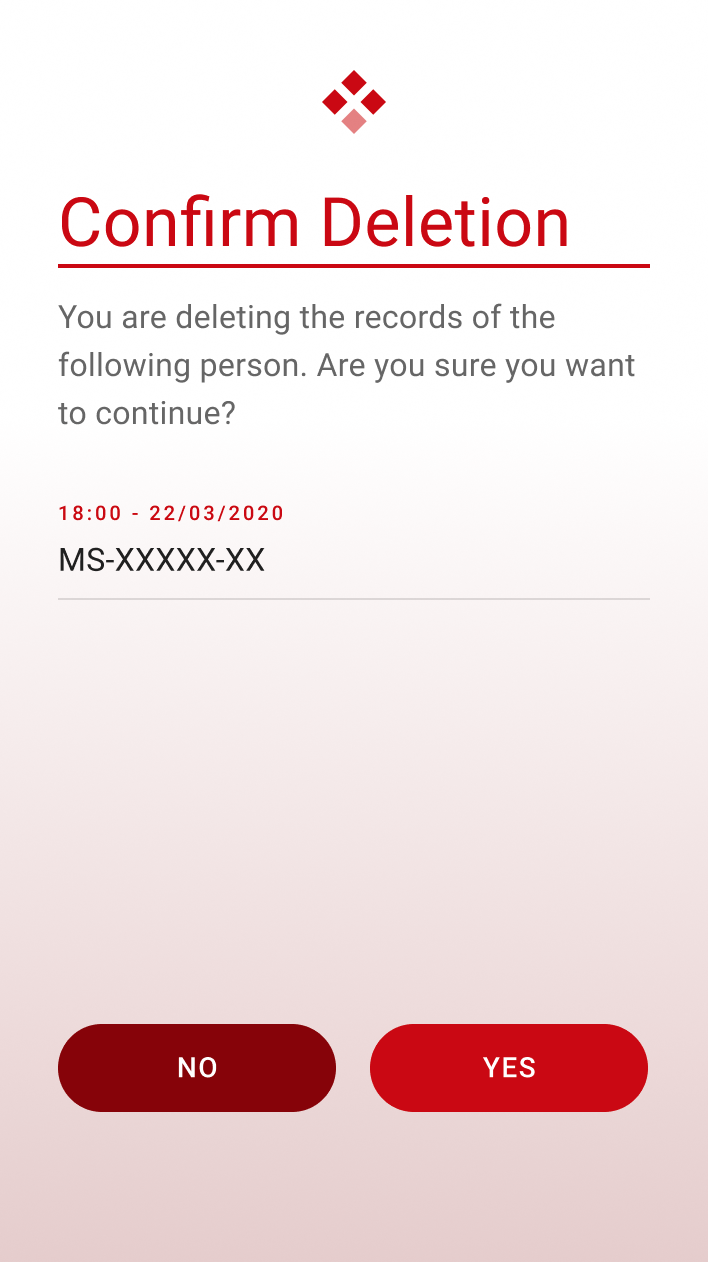 Confirm Deletion
You are deleting the records of the
following person. Are you sure you want
to continue?
18:00 - 22/03/2020
MS-XXXXX-XX
NO
YES